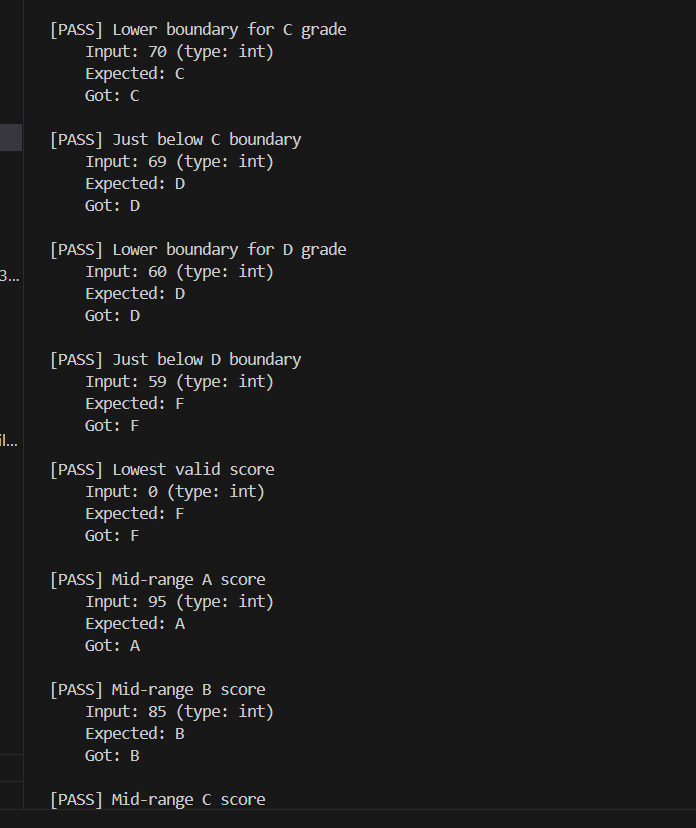 [PASS] Lower boundary for C grade
Input: 70 (type: int)
Expected: C
Got: C
[PASS] Just below C boundary
Input: 69 (type: int)
Expected: D
Got: D
[PASS] Lower boundary for D grade
Input: 60 (type: int)
3...
Expected: D
Got: D
[PASS] Just below D boundary
Input: 59 (type: int)
Expected: F
Got: F
il...
[PASS] Lowest valid score
Input: 0 (type: int)
Expected: F
Got: F
[PASS] Mid-range A score
Input: 95 (type: int)
Expected: A
Got: A
[PASS] Mid-range B score
Input: 85 (type: int)
Expected: B
Got: B
[PASS] Mid-range C score